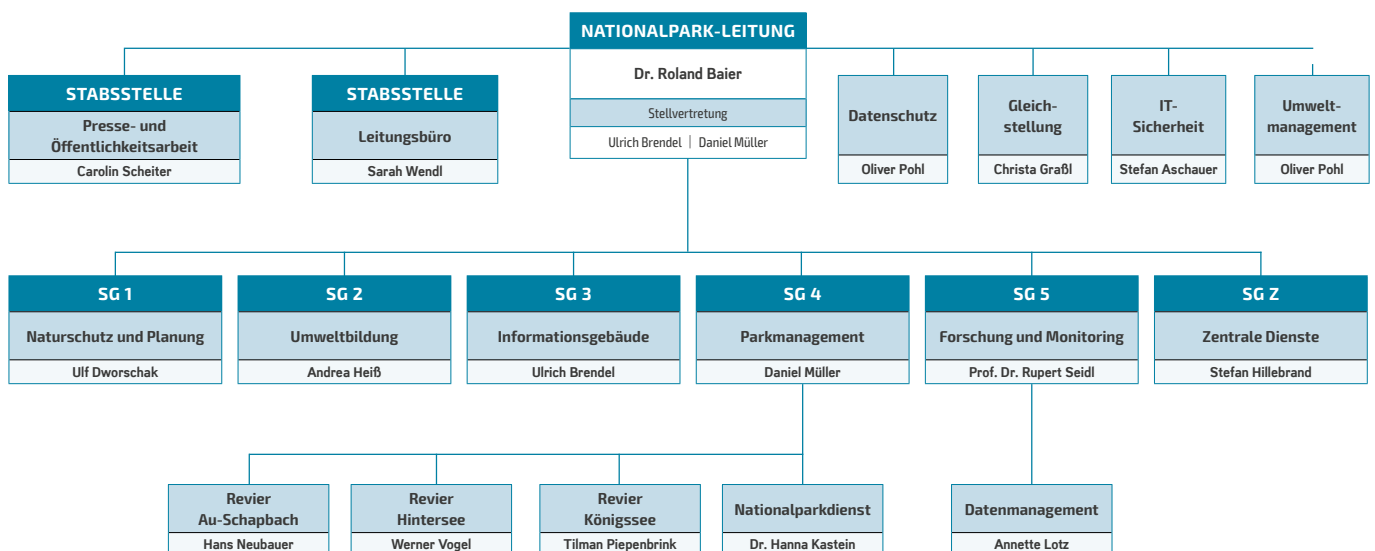 NATIONALPARK-LEITUNG
Dr. Roland Baier
Stellvertretung
Ulrich Brendel | Daniel Müller
STABSSTELLE
Presse- und
Öffentlichkeitsarbeit
Carolin Scheiter
STABSSTELLE
Leitungsbüro
Sarah Wendl
Datenschutz
Oliver Pohl
Gleich-
stellung
Christa Graßl
IT-
Sicherheit
Stefan Aschauer
Umwelt-
management
Oliver Pohl
SG 1
Naturschutz und Planung
Ulf Dworschak
SG 2
Umweltbildung
Andrea Heiß
SG 3
Informationsgebäude
Ulrich Brendel
SG 4
Parkmanagement
Daniel Müller
SG 5
Forschung und Monitoring
Prof. Dr. Rupert Seidl
SG Z
Zentrale Dienste
Stefan Hillebrand
Revier
Au-Schapbach
Hans Neubauer
Revier
Hintersee
Werner Vogel
Revier
Königssee
Tilman Piepenbrink
Nationalparkdienst
Dr. Hanna Kastein
Datenmanagement
Annette Lotz